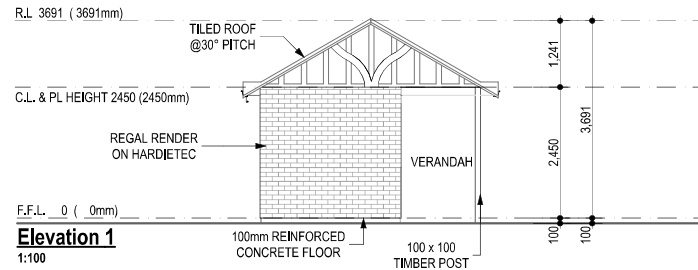 R.L 3691 ( 3691mm)
TILED ROOF
@30° PITCH
1,241
C.L. & PL HEIGHT 2450 (2450mm)
REGAL RENDER
ON HARDIETEC
VERANDAH
2,450
3,691
F.F.L. 0 ( 0mm)
Elevation 1
1:100
100mm REINFORCED
CONCRETE FLOOR
100 x 100
TIMBER POST
100
100